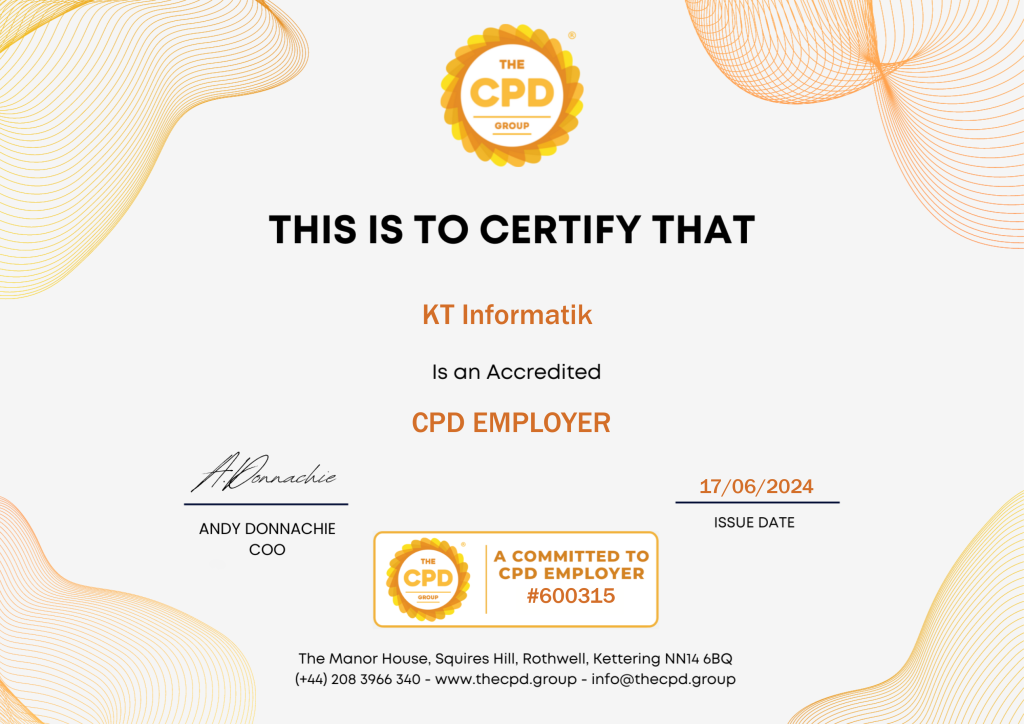 THE
CPD
GROUP
®
THIS IS TO CERTIFY THAT
KT Informatik
Is an Accredited
CPD EMPLOYER
A.Donnachie
17/06/2024
ANDY DONNACHIE
COO
ISSUE DATE
THE
CPD
GROUP
®
A COMMITTED TO
CPD EMPLOYER
#600315
The Manor House, Squires Hill, Rothwell, Kettering NN14 6BQ
(+44) 208 3966 340 - www.thecpd.group - info@thecpd.group